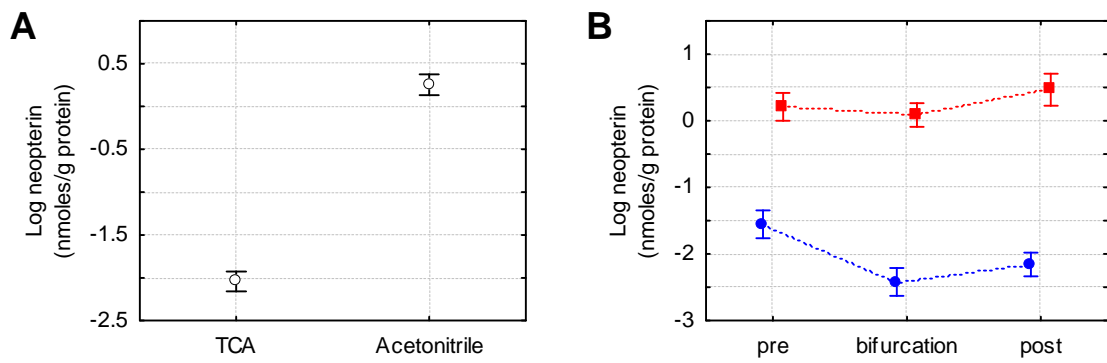 A
Log neopterin
(nmoles/g protein)
0.5
-0.5
-1.5
-2.5
TCA
Acetonitrile
B
Log neopterin
(nmoles/g protein)
1
0
-1
-2
-3
pre
bifurcation
post